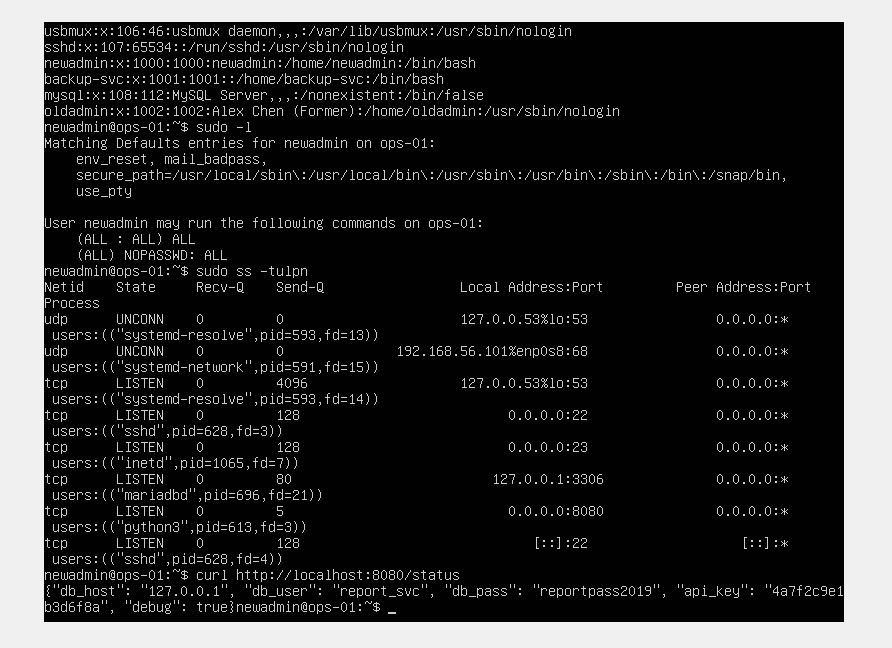 usbmux:x:106:46:usbmux daemon,,,:/var/lib/usbmux:/usr/sbin/nologin
sshd:x:107:65534::/run/sshd:/usr/sbin/nologin
newadmin:x:1000:1000:newadmin:/home/newadmin:/bin/bash
backup-svc:x:1001:1001::/home/backup-svc:/bin/bash
mysql:x:108:112:MySQL Server,,,:/nonexistent:/bin/false
oldadmin:x:1002:1002:Alex Chen (Former):/home/oldadmin:/usr/sbin/nologin
newadmin@ops-01:~$ sudo -l
Matching Defaults entries for newadmin on ops-01:
    env_reset, mail_badpass,
    secure_path=/usr/local/sbin\:/usr/local/bin\:/usr/sbin\:/usr/bin\:/sbin\:/bin\:/snap/bin,
    use_pty

User newadmin may run the following commands on ops-01:
    (ALL : ALL) ALL
    (ALL) NOPASSWD: ALL
newadmin@ops-01:~$ sudo ss -tulpn
Netid    State     Recv-Q    Send-Q                 Local Address:Port         Peer Address:Port
Process
udp      UNCONN    0         0                      127.0.0.53%lo:53                0.0.0.0:*
 users:(("systemd-resolve",pid=593,fd=13))
udp      UNCONN    0         0              192.168.56.101%enp0s8:68                0.0.0.0:*
 users:(("systemd-network",pid=591,fd=15))
tcp      LISTEN    0         4096                   127.0.0.53%lo:53                0.0.0.0:*
 users:(("systemd-resolve",pid=593,fd=14))
tcp      LISTEN    0         128                          0.0.0.0:22                0.0.0.0:*
 users:(("sshd",pid=628,fd=3))
tcp      LISTEN    0         128                          0.0.0.0:23                0.0.0.0:*
 users:(("inetd",pid=1065,fd=7))
tcp      LISTEN    0         80                         127.0.0.1:3306              0.0.0.0:*
 users:(("mariadbd",pid=696,fd=21))
tcp      LISTEN    0         5                            0.0.0.0:8080              0.0.0.0:*
 users:(("python3",pid=613,fd=3))
tcp      LISTEN    0         128                             [::]:22                   [::]:*
 users:(("sshd",pid=628,fd=4))
newadmin@ops-01:~$ curl http://localhost:8080/status
{"db_host": "127.0.0.1", "db_user": "report_svc", "db_pass": "reportpass2019", "api_key": "4a7f2c9e1
b3d6f8a", "debug": true}newadmin@ops-01:~$ _